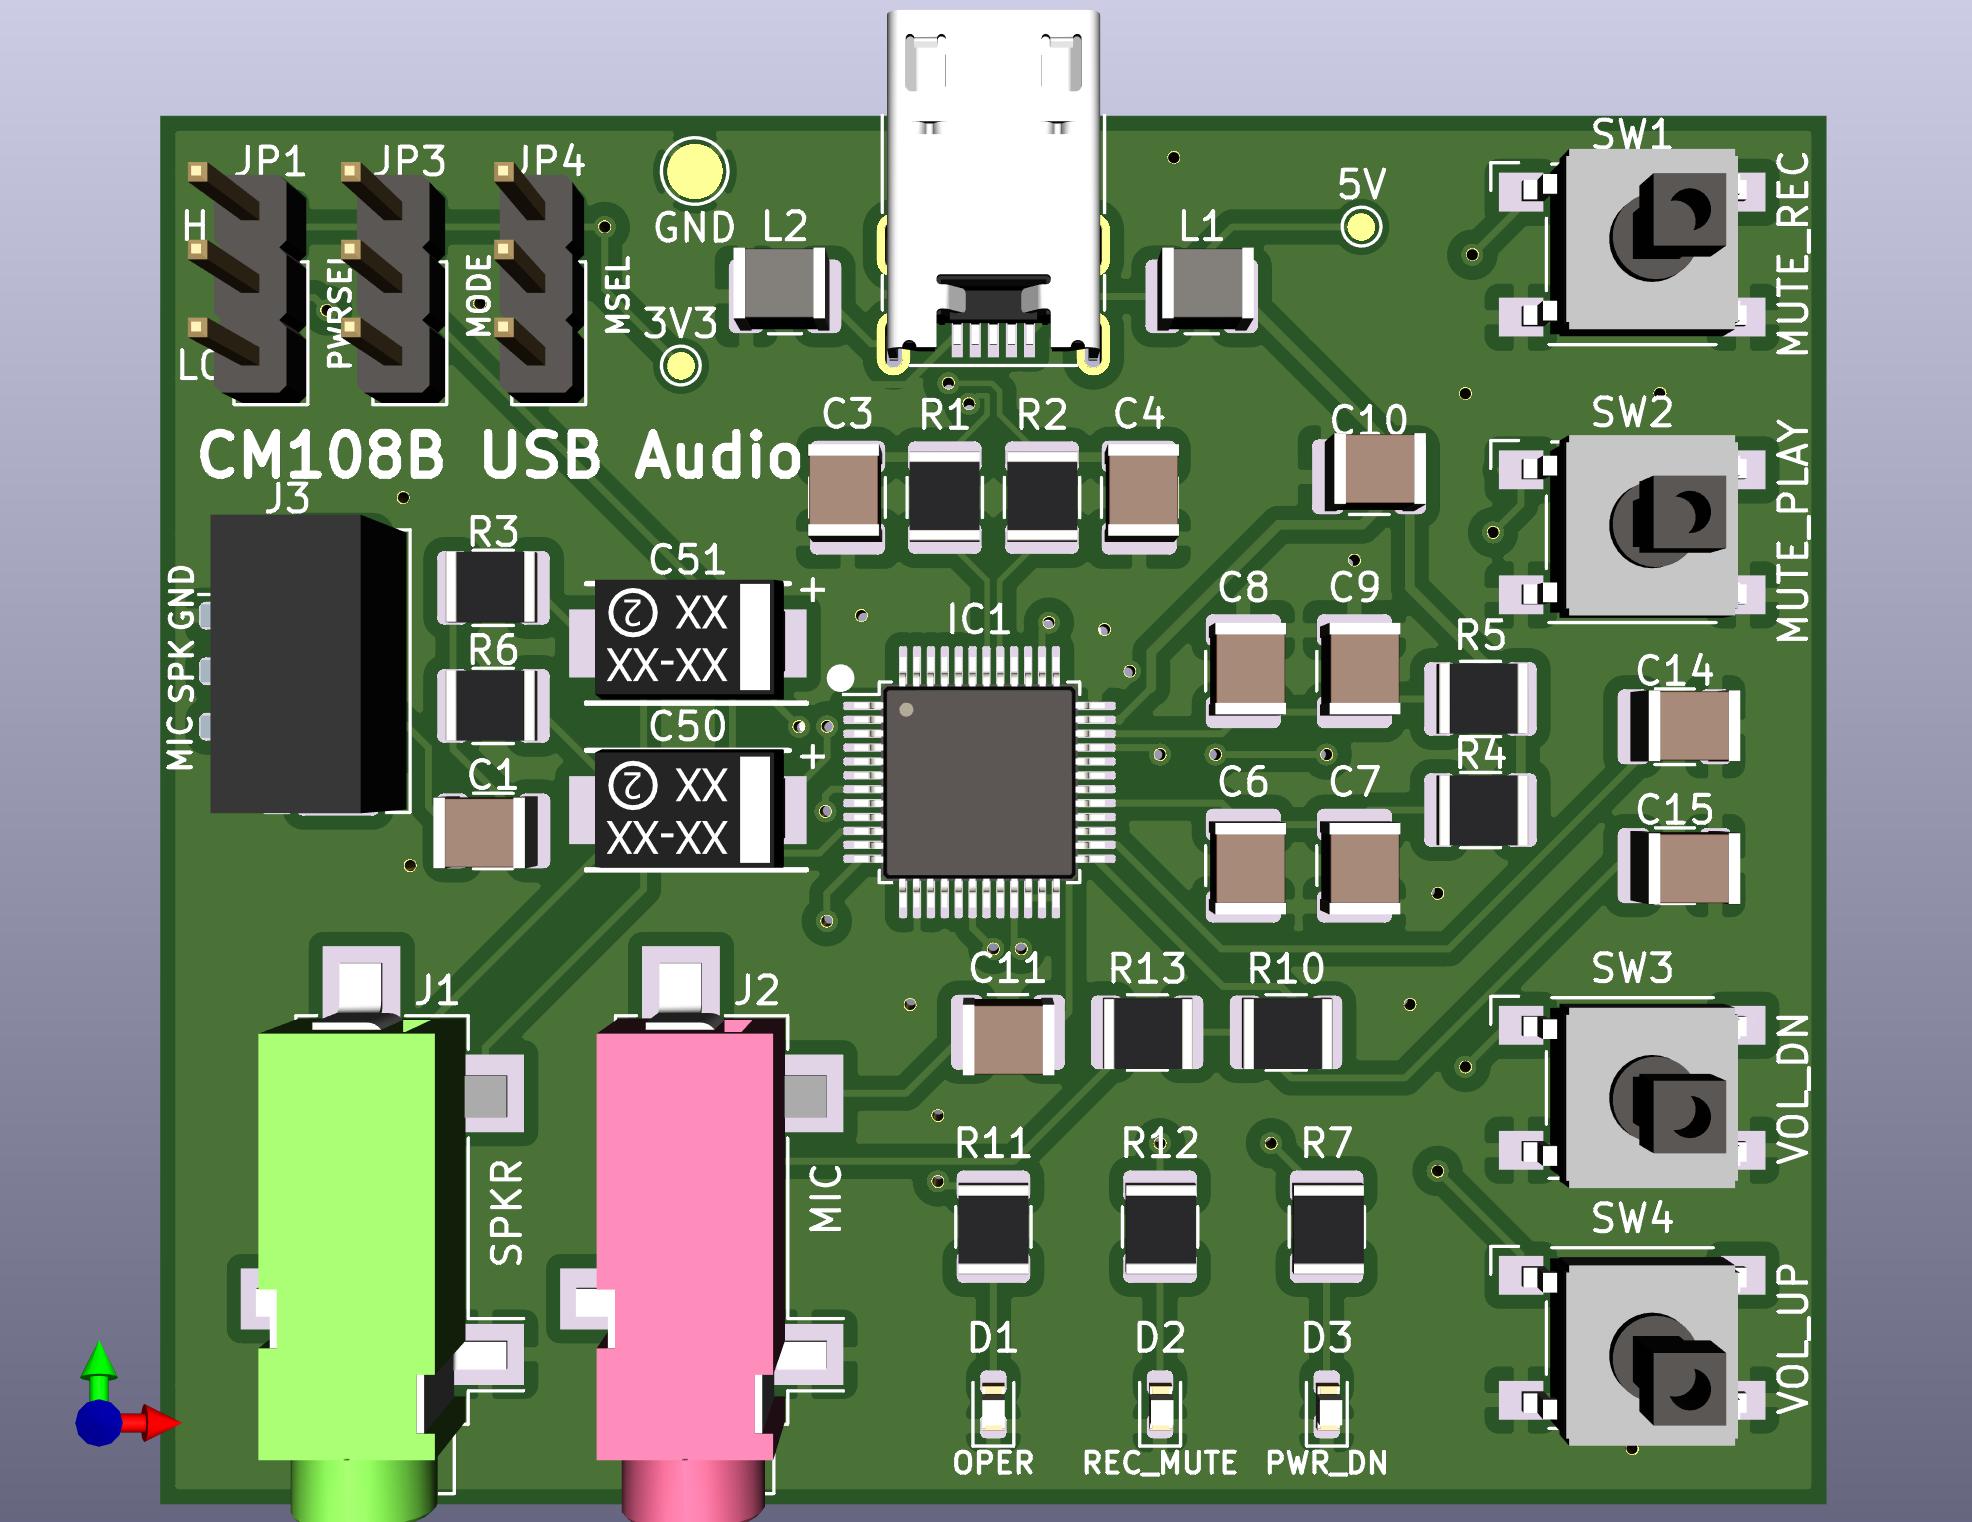 JP1
JP3
JP4
H
PWRSEL
MODE
MSEL
GND
L2
L1
5V
3V3
SW1
MUTE_REC
CM108B USB Audio
C3
R1
R2
C4
C10
SW2
MUTE_PLAY
J3
R3
R6
C1
MIC SPK GND
C51
+
2 XX
XX-XX
C50
+
2 XX
XX-XX
IC1
C8
C9
R5
R4
C6
C7
C14
C15
J1
SPKR
J2
MIC
C11
R13
R10
R11
R12
R7
D1
D2
D3
OPER
REC_MUTE
PWR_DN
SW3
VOL_DN
SW4
VOL_UP